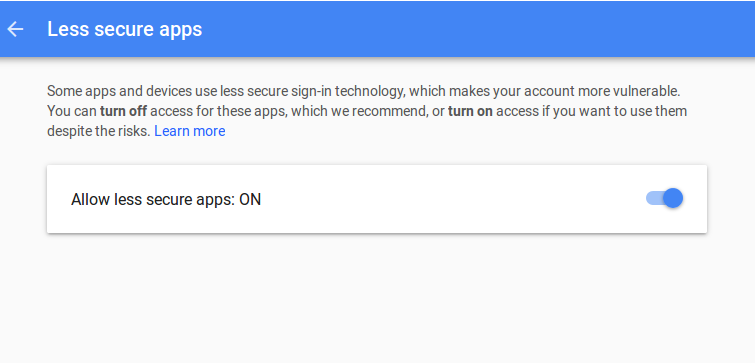 Less secure apps
Some apps and devices use less secure sign-in technology, which makes your account more vulnerable.
You can turn off access for these apps, which we recommend, or turn on access if you want to use them
despite the risks. Learn more
Allow less secure apps: ON